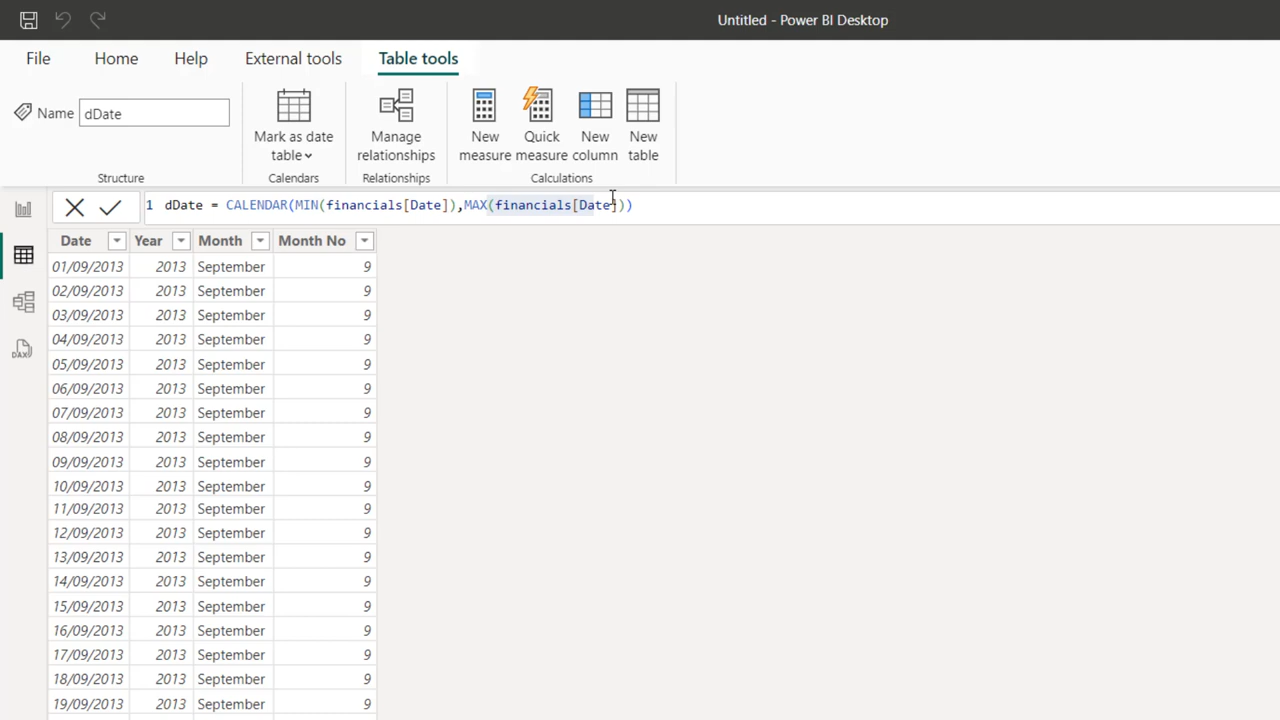 Untitled - Power BI Desktop
File Home Help External tools Table tools
Name dDate
Mark as date table
Manage relationships
New measure
Quick measure
New column
New table
Structure Calendars Relationships Calculations
1 dDate = CALENDAR(MIN(financials[Date]),MAX(financials[Date]))
DAX
Date Year Month Month No
01/09/2013 2013 September 9
02/09/2013 2013 September 9
03/09/2013 2013 September 9
04/09/2013 2013 September 9
05/09/2013 2013 September 9
06/09/2013 2013 September 9
07/09/2013 2013 September 9
08/09/2013 2013 September 9
09/09/2013 2013 September 9
10/09/2013 2013 September 9
11/09/2013 2013 September 9
12/09/2013 2013 September 9
13/09/2013 2013 September 9
14/09/2013 2013 September 9
15/09/2013 2013 September 9
16/09/2013 2013 September 9
17/09/2013 2013 September 9
18/09/2013 2013 September 9
19/09/2013 2013 September 9